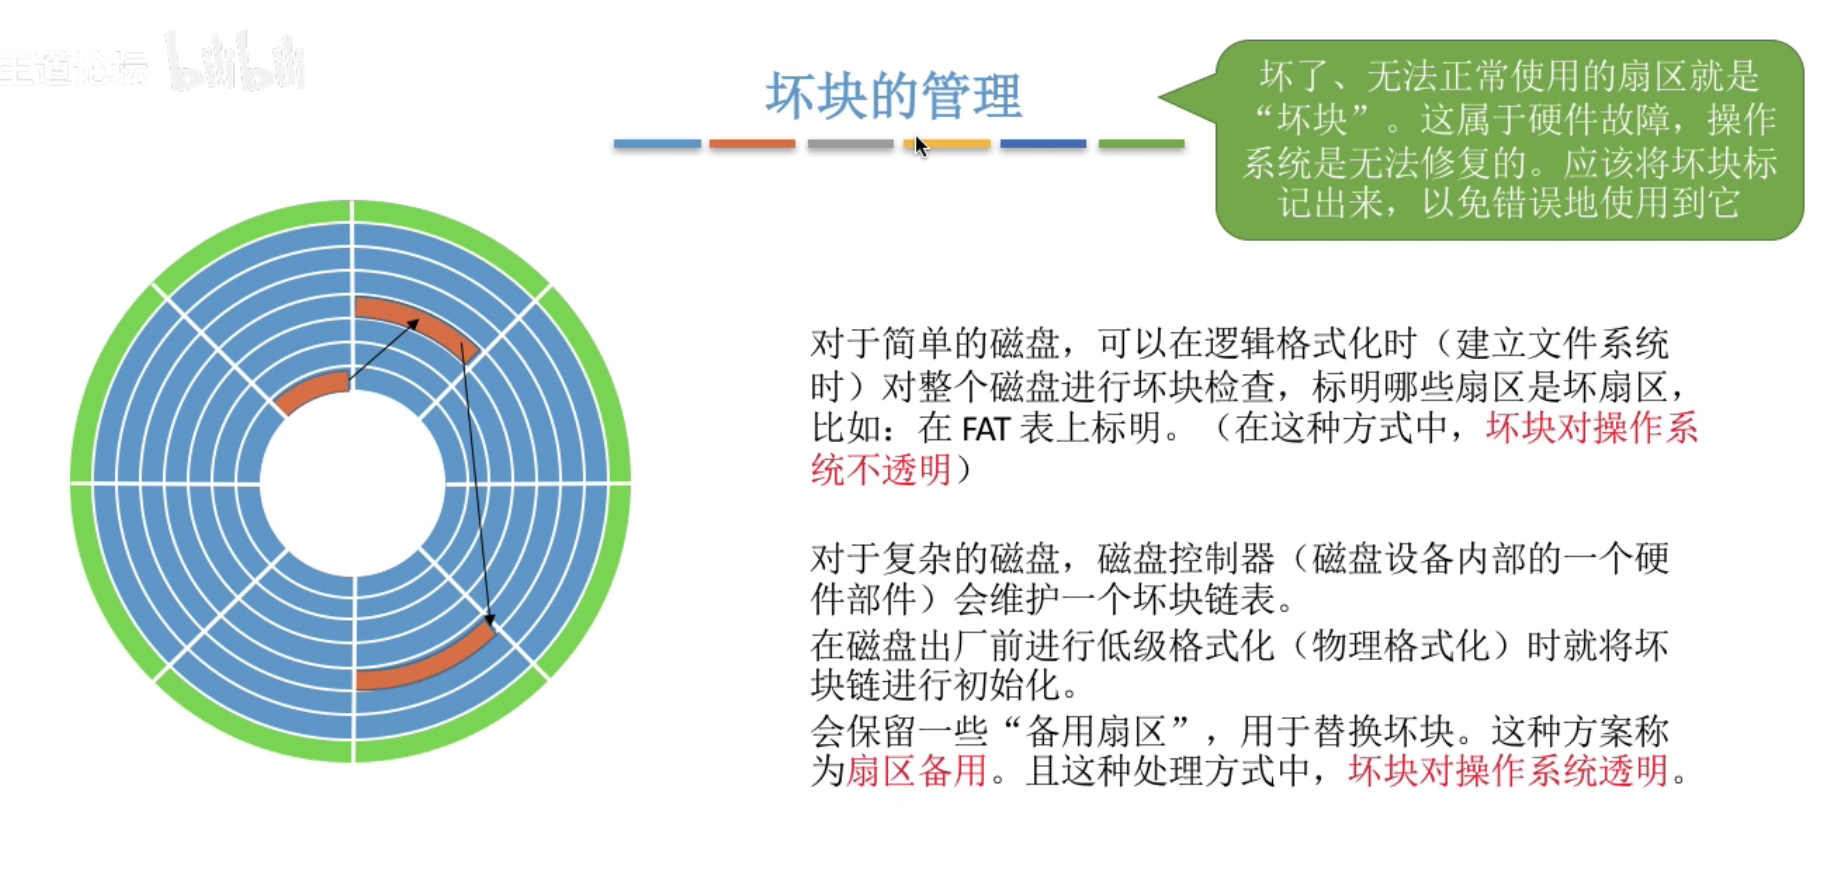 王道论坛 bilibili
坏块的管理
坏了、无法正常使用的扇区就是
“坏块”。这属于硬件故障，操作
系统是无法修复的。应该将坏块标
记出来，以免错误地使用到它
对于简单的磁盘，可以在逻辑格式化时（建立文件系统
时）对整个磁盘进行坏块检查，标明哪些扇区是坏扇区，
比如：在 FAT 表上标明。（在这种方式中，坏块对操作系
统不透明）
对于复杂的磁盘，磁盘控制器（磁盘设备内部的一个硬
件部件）会维护一个坏块链表。
在磁盘出厂前进行低级格式化（物理格式化）时就将坏
块链进行初始化。
会保留一些“备用扇区”，用于替换坏块。这种方案称
为扇区备用。且这种处理方式中，坏块对操作系统透明。